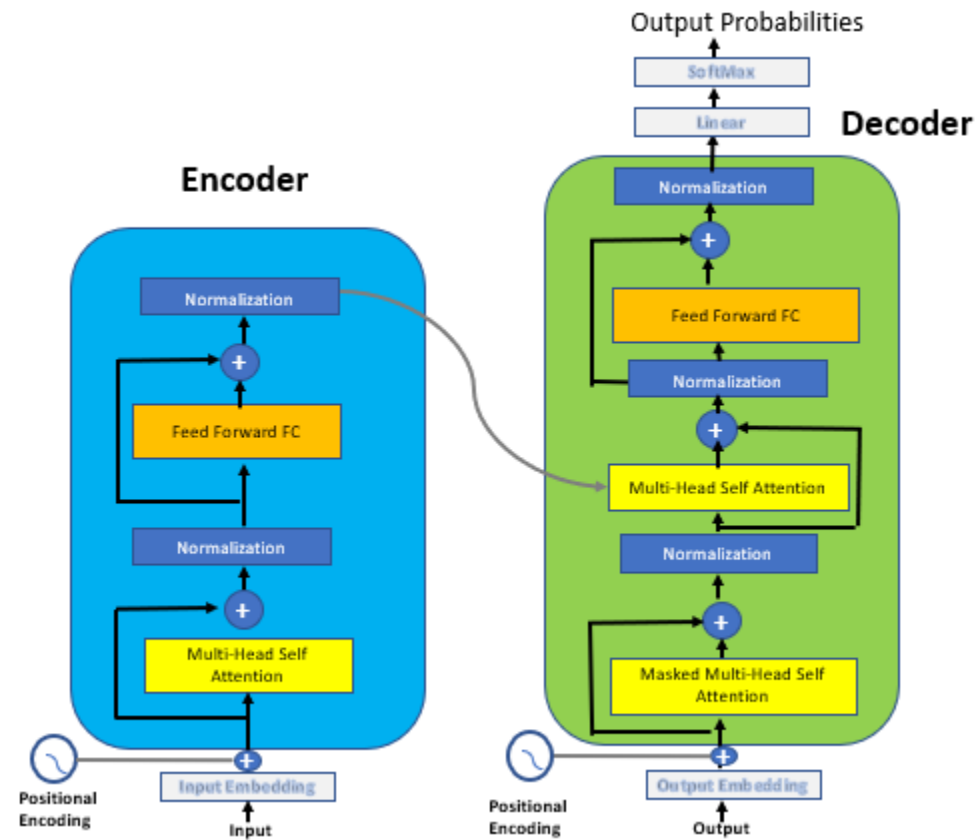 Encoder
Normalization
Feed Forward FC
Normalization
Multi-Head Self
Attention
Positional
Encoding
Input Embedding
Input
Output Probabilities
SoftMax
Linear
Decoder
Normalization
Feed Forward FC
Normalization
Multi-Head Self Attention
Normalization
Masked Multi-Head Self
Attention
Positional
Encoding
Output Embedding
Output